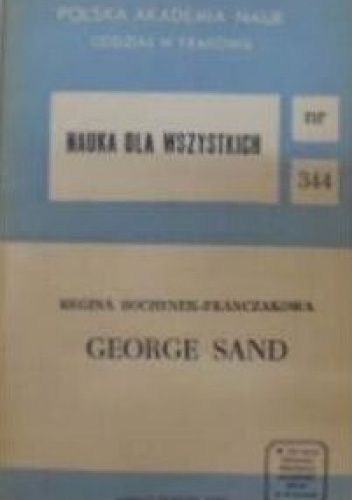 POLSKA AKADEMIA NAUK
ODDZIAŁ W KRAKOWIE
NAUKA DLA WSZYSTKICH
nr
344
REGINA BOCHENEK-FRANCZAKOWA
GEORGE SAND